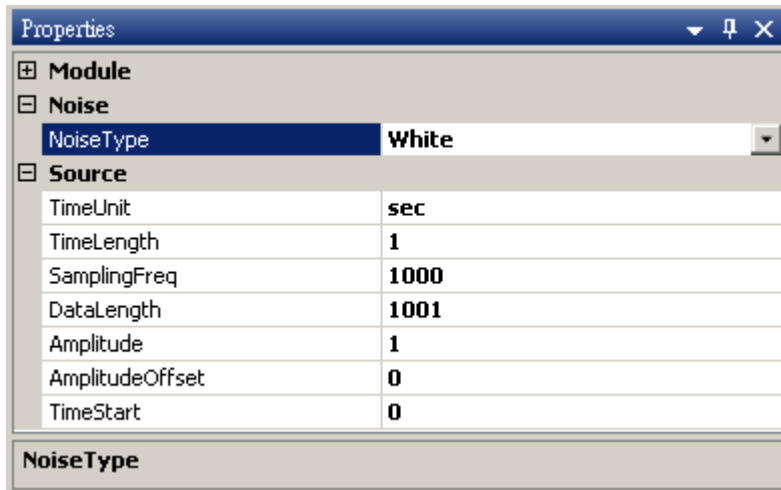 Properties
Module
Noise
NoiseType White
Source
TimeUnit sec
TimeLength 1
SamplingFreq 1000
DataLength 1001
Amplitude 1
AmplitudeOffset 0
TimeStart 0
NoiseType